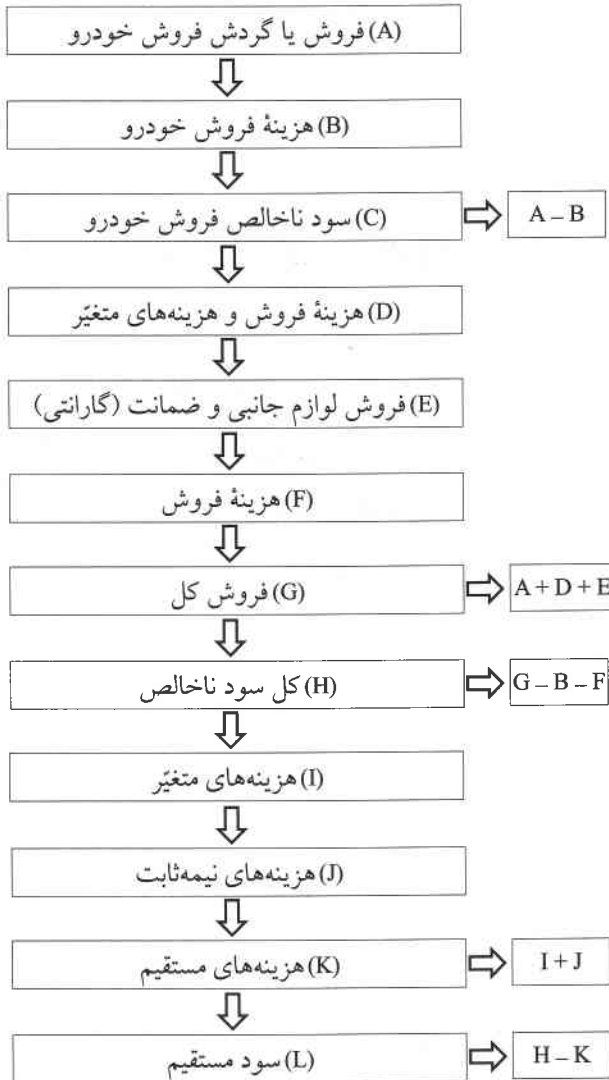 (A) فروش یا گردش فروش خودرو
(B) هزینهٔ فروش خودرو
(C) سود ناخالص فروش خودرو
A – B
(D) هزینهٔ فروش و هزینه‌های متغیّر
(E) فروش لوازم جانبی و ضمانت (گارانتی)
(F) هزینهٔ فروش
(G) فروش کل
A + D + E
(H) کل سود ناخالص
G – B – F
(I) هزینه‌های متغیّر
(J) هزینه‌های نیمه‌ثابت
(K) هزینه‌های مستقیم
I + J
(L) سود مستقیم
H – K